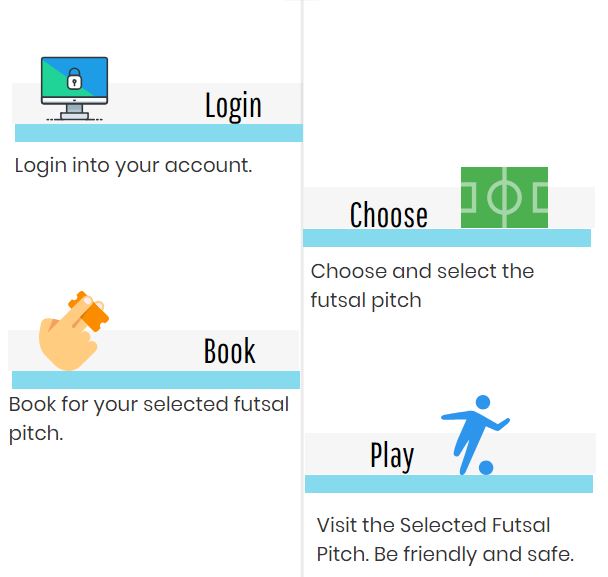 Login
Login into your account.
Choose
Choose and select the
futsal pitch
Book
Book for your selected futsal
pitch.
Play
Visit the Selected Futsal
Pitch. Be friendly and safe.